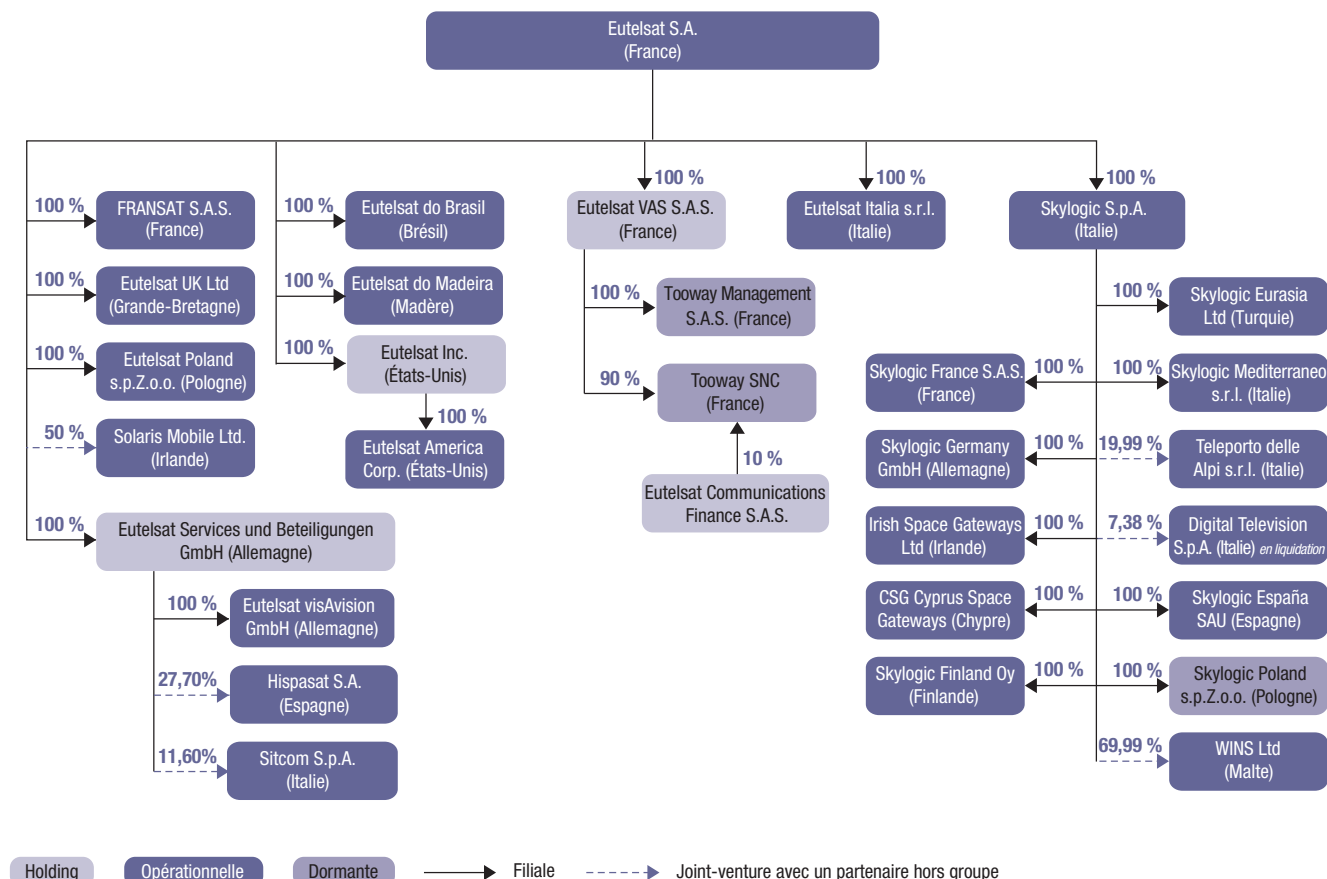 Eutelsat S.A.
(France)
100 %
FRANSAT S.A.S.
(France)
100 %
Eutelsat UK Ltd
(Grande-Bretagne)
100 %
Eutelsat Poland
s.p.Z.o.o. (Pologne)
50 %
Solaris Mobile Ltd.
(Irlande)
100 %
Eutelsat Services und Beteiligungen
GmbH (Allemagne)
100 %
Eutelsat visAvision
GmbH (Allemagne)
27,70%
Hispasat S.A.
(Espagne)
11,60%
Sitcom S.p.A.
(Italie)
100 %
Eutelsat do Brasil
(Brésil)
100 %
Eutelsat do Madeira
(Madère)
100 %
Eutelsat Inc.
(États-Unis)
100 %
Eutelsat America
Corp. (États-Unis)
100 %
Eutelsat VAS S.A.S.
(France)
100 %
Tooway Management
S.A.S. (France)
90 %
Tooway SNC
(France)
10 %
Eutelsat Communications
Finance S.A.S.
100 %
Eutelsat Italia s.r.l.
(Italie)
100 %
Skylogic S.p.A.
(Italie)
100 %
Skylogic Eurasia
Ltd (Turquie)
Skylogic France S.A.S.
(France)
100 %
100 %
Skylogic Mediterraneo
s.r.l. (Italie)
Skylogic Germany
GmbH (Allemagne)
100 %
19,99 %
Teleporto delle
Alpi s.r.l. (Italie)
Irish Space Gateways
Ltd (Irlande)
100 %
7,38 %
Digital Television
S.p.A. (Italie) en liquidation
CSG Cyprus Space
Gateways (Chypre)
100 %
100 %
Skylogic España
SAU (Espagne)
Skylogic Finland Oy
(Finlande)
100 %
100 %
Skylogic Poland
s.p.Z.o.o. (Pologne)
69,99 %
WINS Ltd
(Malte)
Holding
Opérationnelle
Dormante
Filiale
Joint-venture avec un partenaire hors groupe